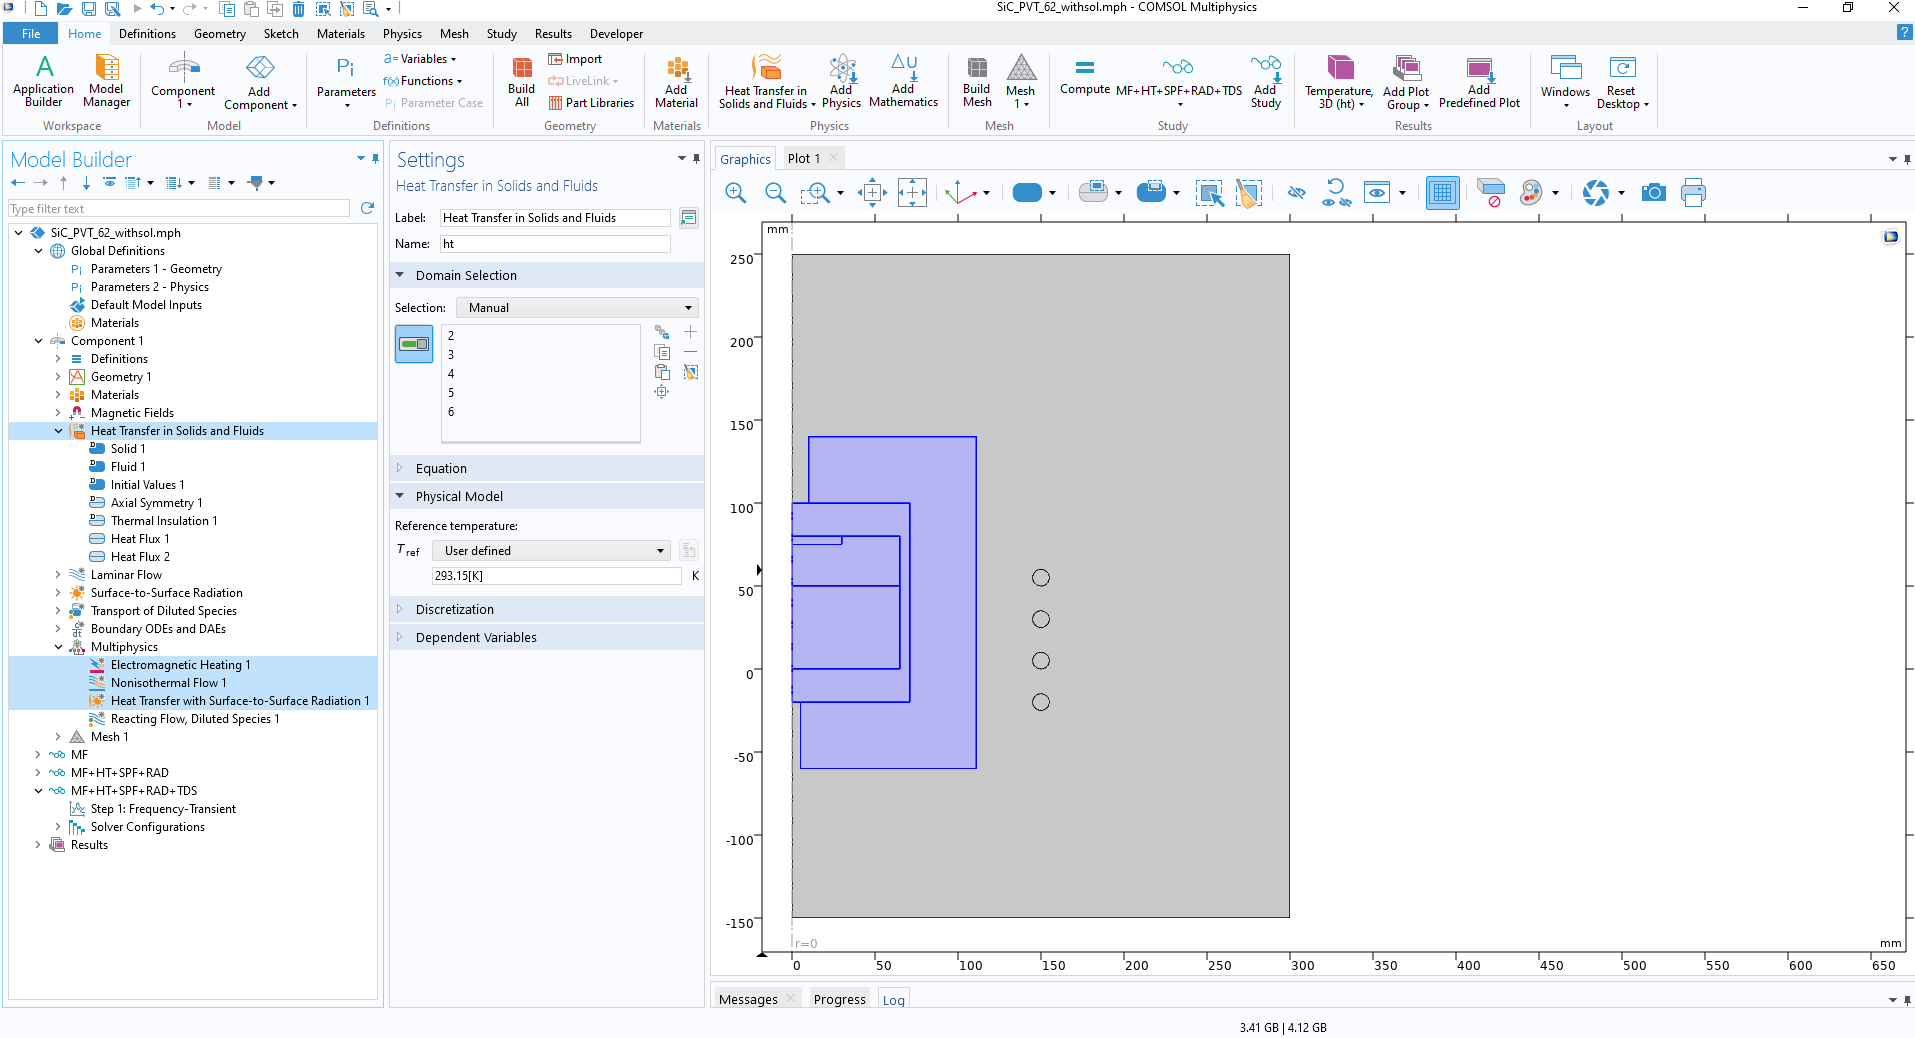 SiC_PVT_62_withsol.mph - COMSOL Multiphysics
File Home Definitions Geometry Sketch Materials Physics Mesh Study Results Developer
Application Builder
Model Manager
Workspace
Component 1
Add Component
Model
Pi
Parameters
a= Variables
f(x) Functions
Pi Parameter Case
Definitions
Build All
Import
LiveLink
Part Libraries
Geometry
Add Material
Materials
Heat Transfer in Solids and Fluids
Add Physics
ΔU
Add Mathematics
Physics
Build Mesh
Mesh 1
Mesh
Compute
MF+HT+SPF+RAD+TDS
Add Study
Study
Temperature, 3D (ht)
Add Plot Group
Add Predefined Plot
Results
Windows
Reset Desktop
Layout
Model Builder
Type filter text
SiC_PVT_62_withsol.mph
Global Definitions
Pi Parameters 1 - Geometry
Pi Parameters 2 - Physics
Default Model Inputs
Materials
Component 1
Definitions
Geometry 1
Materials
Magnetic Fields
Heat Transfer in Solids and Fluids
Solid 1
Fluid 1
Initial Values 1
Axial Symmetry 1
Thermal Insulation 1
Heat Flux 1
Heat Flux 2
Laminar Flow
Surface-to-Surface Radiation
Transport of Diluted Species
Boundary ODEs and DAEs
Multiphysics
Electromagnetic Heating 1
Nonisothermal Flow 1
Heat Transfer with Surface-to-Surface Radiation 1
Reacting Flow, Diluted Species 1
Mesh 1
MF
MF+HT+SPF+RAD
MF+HT+SPF+RAD+TDS
Step 1: Frequency-Transient
Solver Configurations
Results
Settings
Heat Transfer in Solids and Fluids
Label: Heat Transfer in Solids and Fluids
Name: ht
Domain Selection
Selection: Manual
2
3
4
5
6
Equation
Physical Model
Reference temperature:
Tref User defined
293.15[K] K
Discretization
Dependent Variables
Graphics Plot 1
mm
250
200
150
100
50
0
-50
-100
-150
r=0
mm
0 50 100 150 200 250 300 350 400 450 500 550 600 650
Messages Progress Log
3.41 GB | 4.12 GB